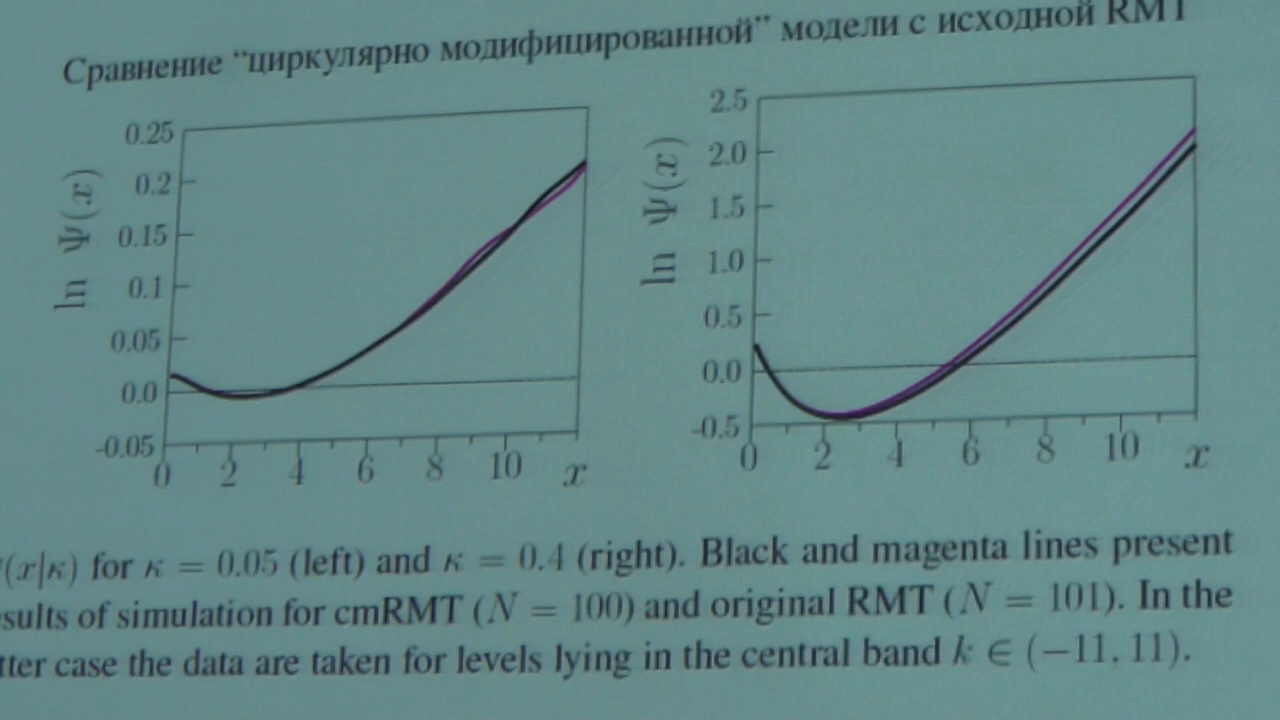 Сравнение “циркулярно модифицированной” модели с исходной RMT
0.25
0.2
0.15
0.1
0.05
0.0
-0.05
ln Ψ(x)
0 2 4 6 8 10 x
2.5
2.0
1.5
1.0
0.5
0.0
-0.5
ln Ψ(x)
0 2 4 6 8 10 x
(x|κ) for κ = 0.05 (left) and κ = 0.4 (right). Black and magenta lines present
sults of simulation for cmRMT (N = 100) and original RMT (N = 101). In the
tter case the data are taken for levels lying in the central band k ∈ (−11, 11).